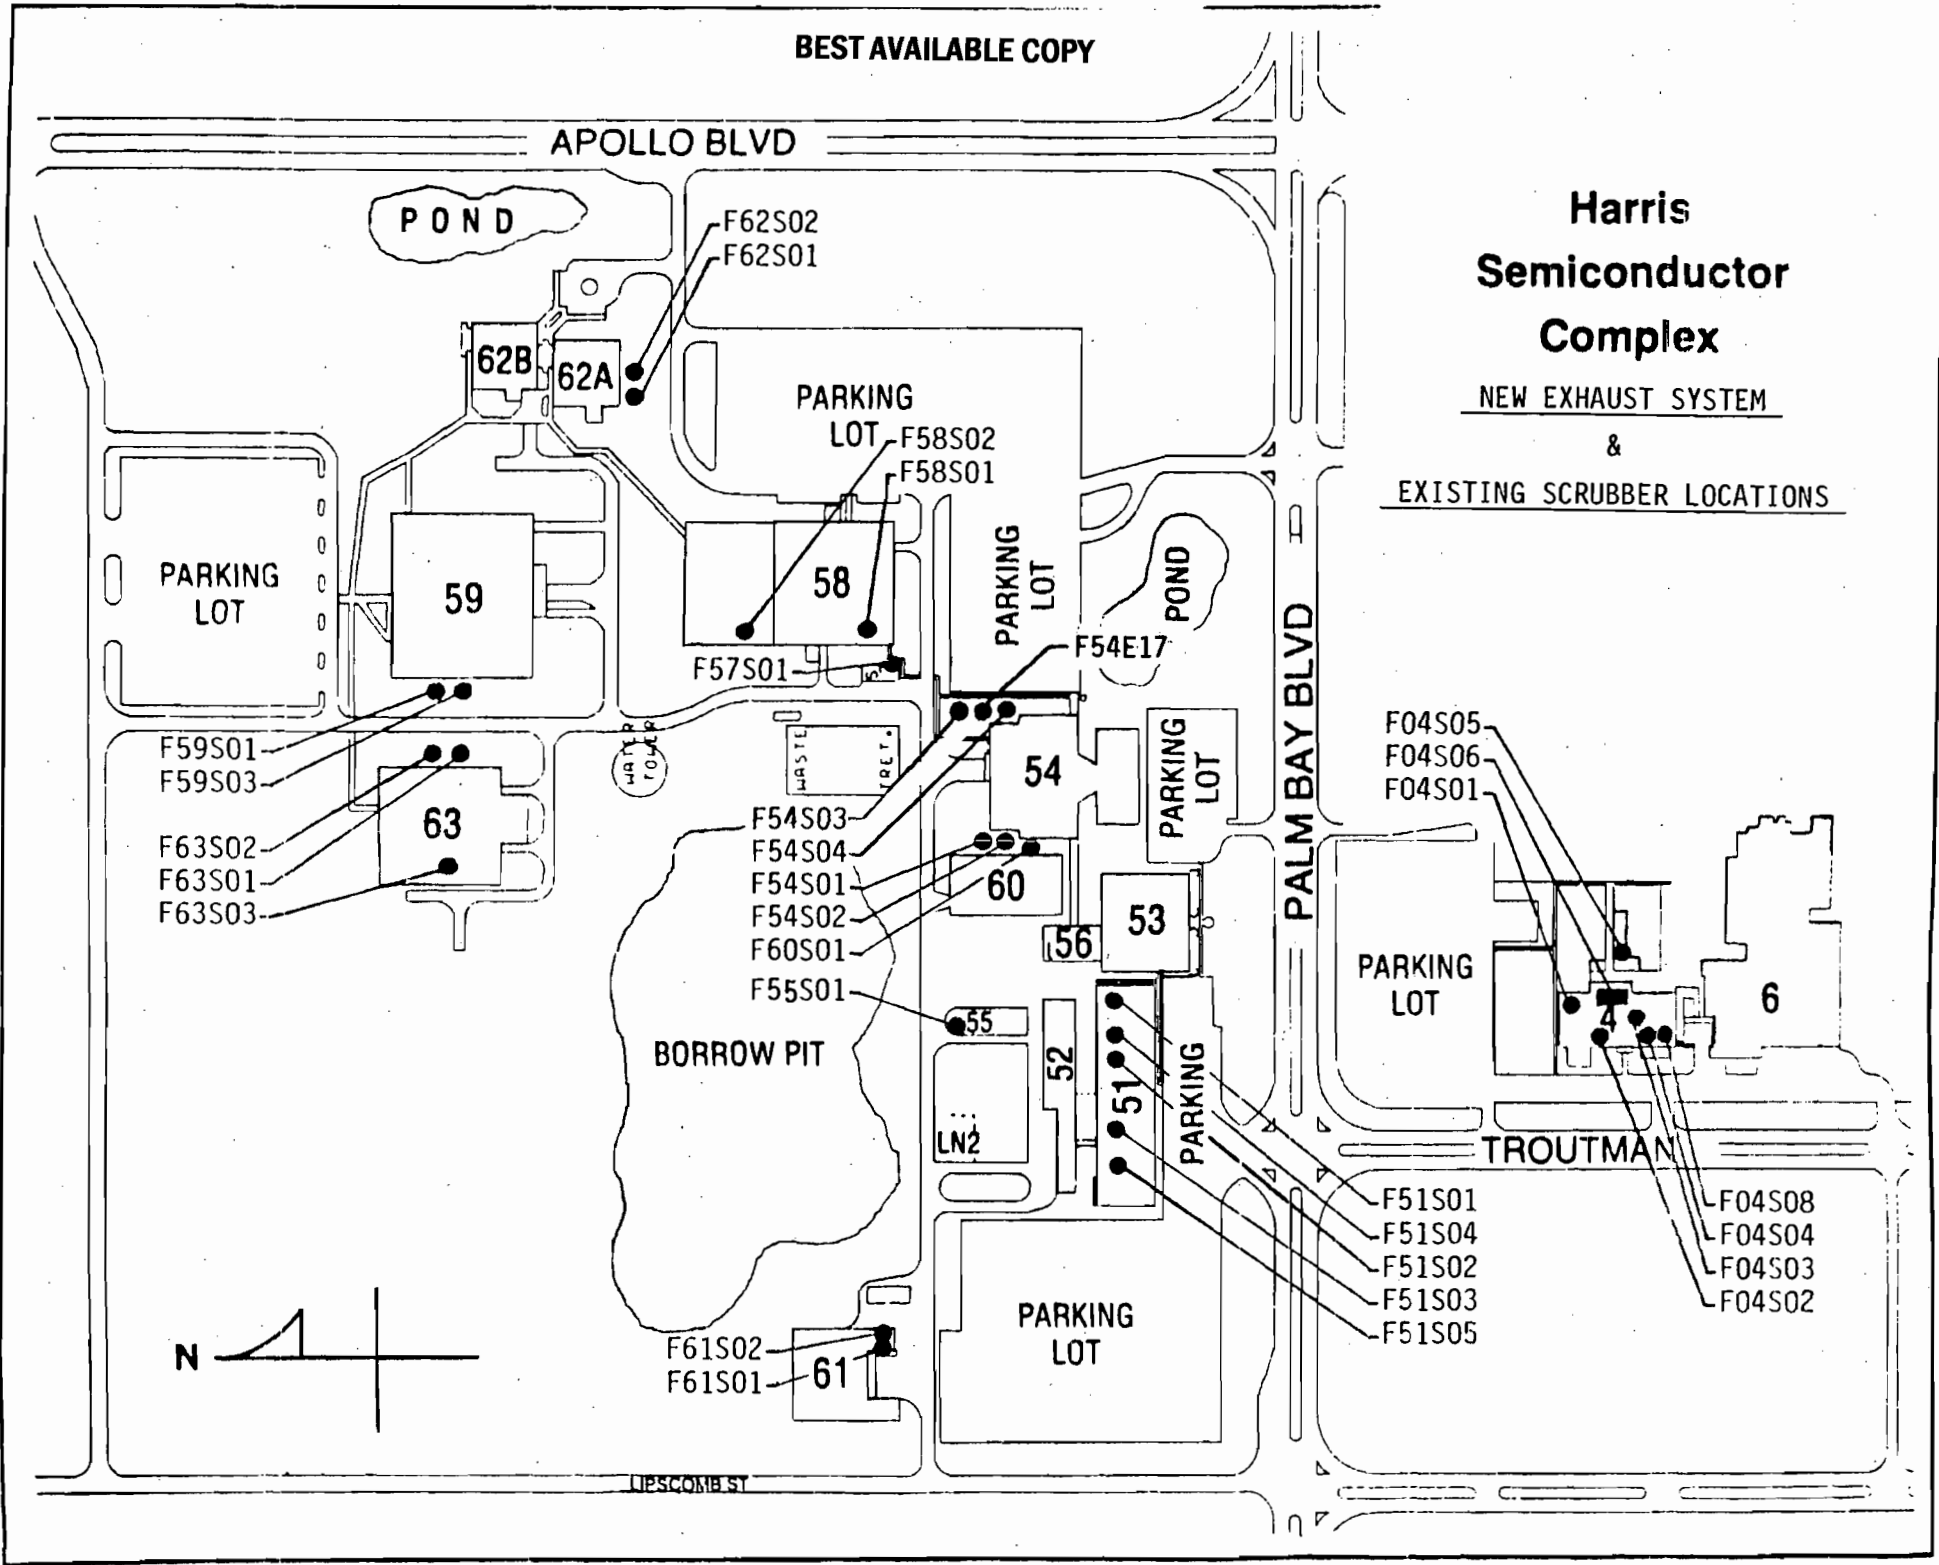 BEST AVAILABLE COPY
APOLLO BLVD
Harris
Semiconductor
Complex
NEW EXHAUST SYSTEM
&
EXISTING SCRUBBER LOCATIONS
POND
F62S02
F62S01
62B
62A
PARKING
LOT
F58S02
F58S01
PARKING
LOT
59
58
PARKING
LOT
POND
F57S01
F54E17
PALM BAY BLVD
F59S01
F59S03
WATER
TOWER
WASTE
TRET.
54
PARKING
LOT
F04S05
F04S06
F04S01
63
F63S02
F63S01
F63S03
F54S03
F54S04
F54S01
F54S02
F60S01
F55S01
60
53
56
55
PARKING
LOT
4
6
BORROW PIT
52
51
PARKING
LN2
TROUTMAN
F51S01
F51S04
F51S02
F51S03
F51S05
F04S08
F04S04
F04S03
F04S02
PARKING
LOT
N
F61S02
F61S01
61
LIPSCOMB ST